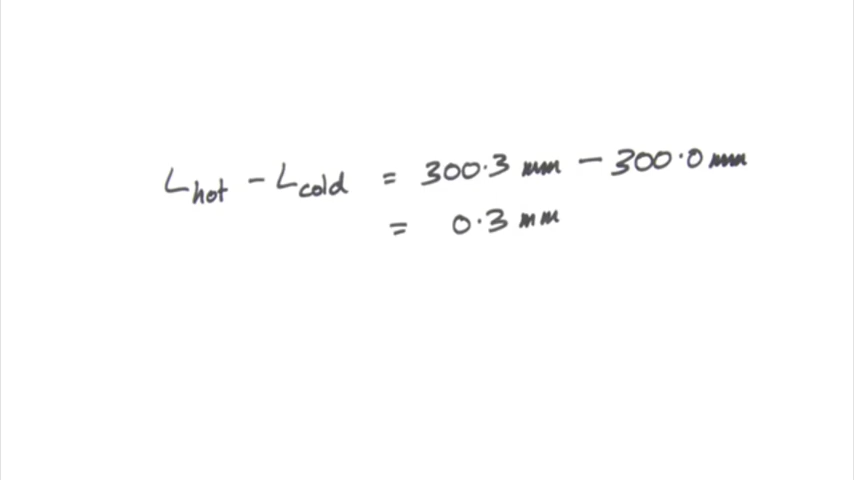 L_hot - L_cold = 300.3 mm - 300.0 mm
= 0.3 mm